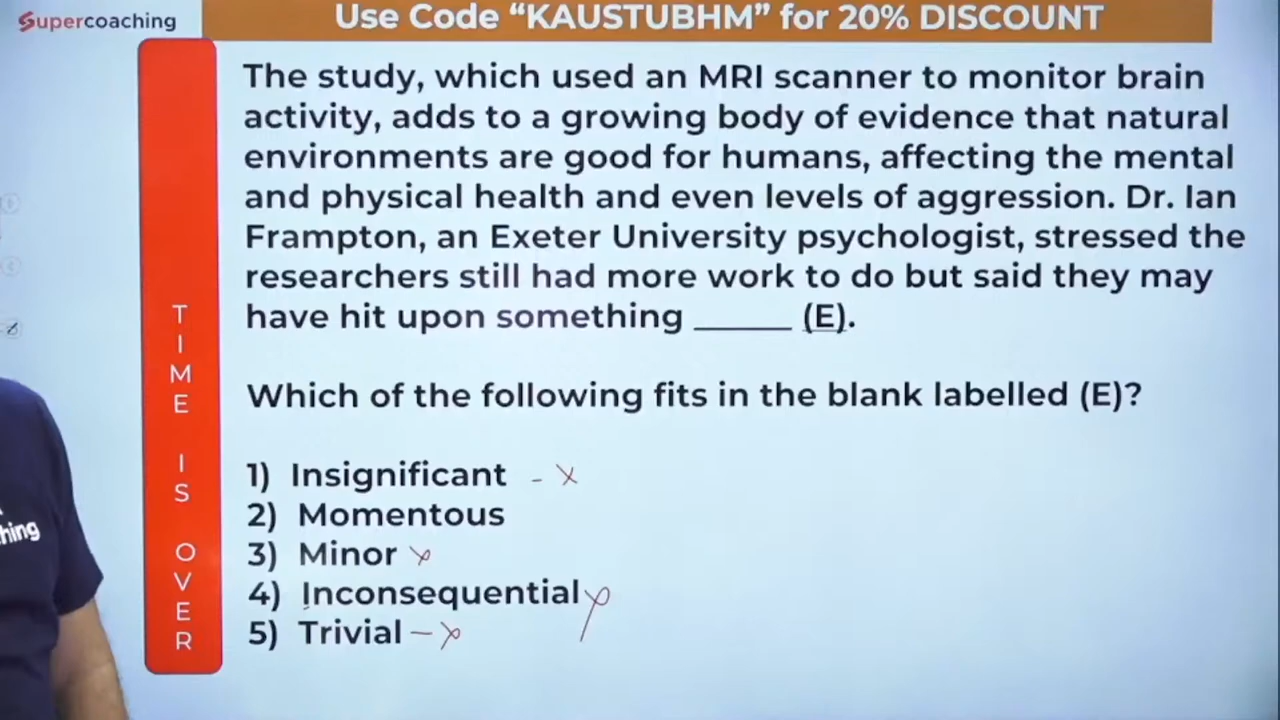 Supercoaching
Use Code “KAUSTUBHM” for 20% DISCOUNT
The study, which used an MRI scanner to monitor brain
activity, adds to a growing body of evidence that natural
environments are good for humans, affecting the mental
and physical health and even levels of aggression. Dr. Ian
Frampton, an Exeter University psychologist, stressed the
researchers still had more work to do but said they may
have hit upon something ______ (E).
Which of the following fits in the blank labelled (E)?
1) Insignificant
2) Momentous
3) Minor
4) Inconsequential
5) Trivial
TIME IS OVER
hing